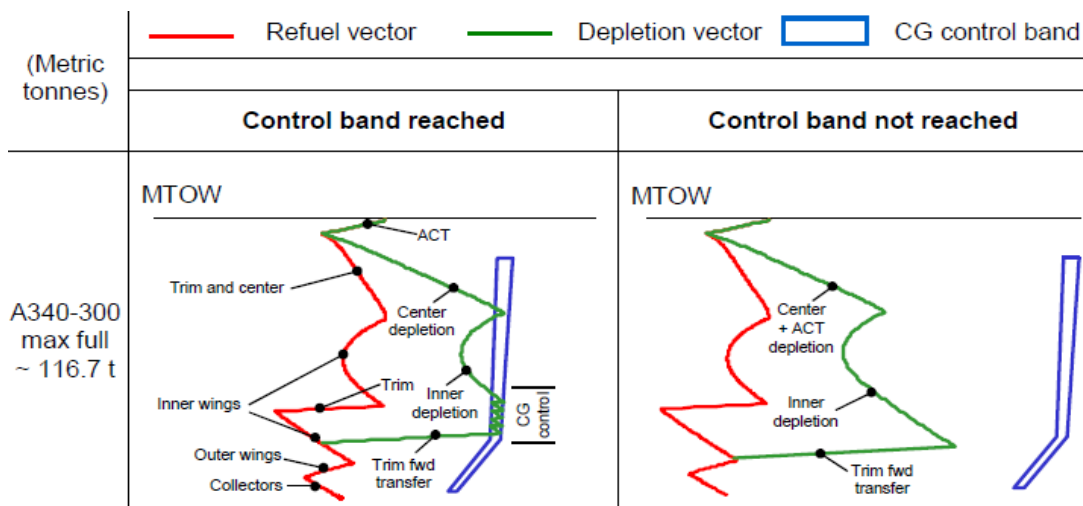 Refuel vector
Depletion vector
CG control band
(Metric
tonnes)
Control band reached
Control band not reached
A340-300
max full
~ 116.7 t
MTOW
ACT
Trim and center
Center
depletion
Inner wings
Trim
Inner
depletion
CG
control
Outer wings
Trim fwd
transfer
Collectors
MTOW
Center
+ ACT
depletion
Inner
depletion
Trim fwd
transfer